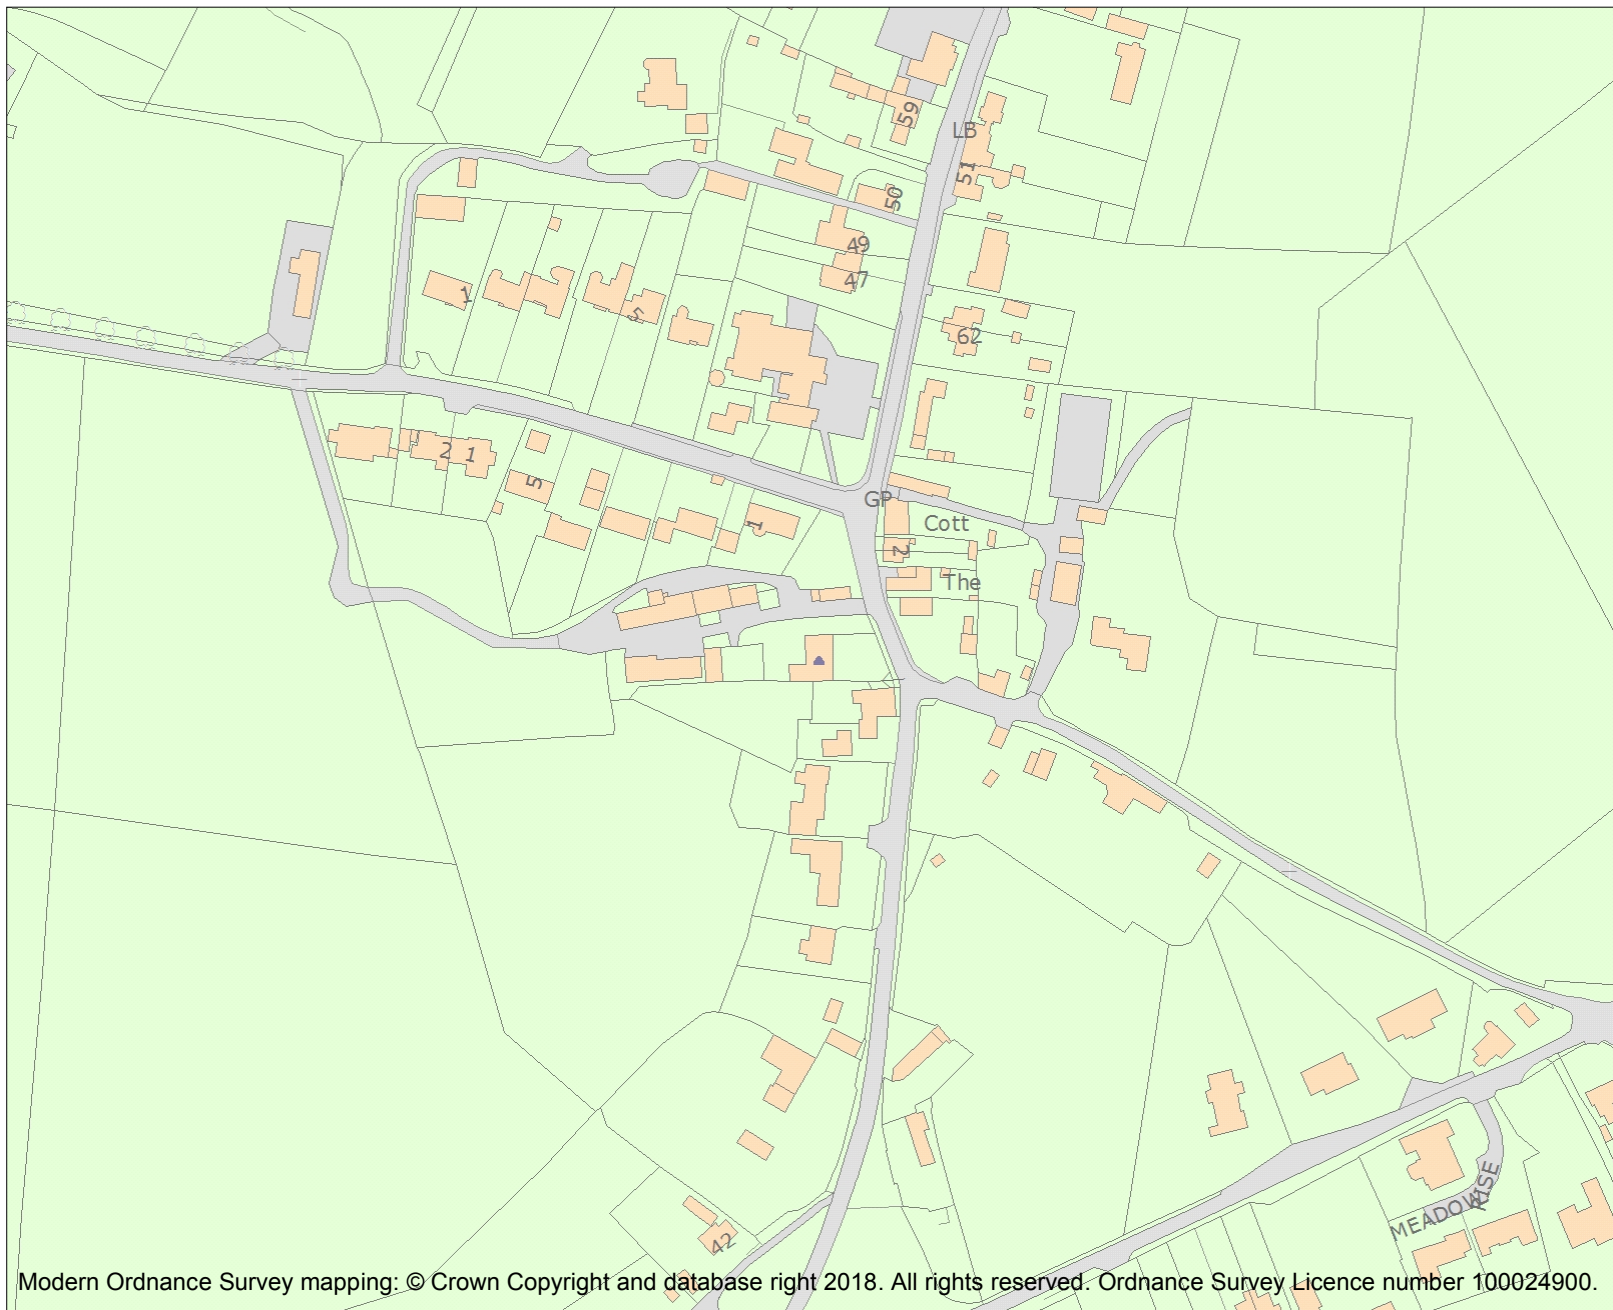 59
LB
51
50
49
47
1
5
62
2 1
5
GP
1
Cott
2
The
MEADOW RISE
42
Modern Ordnance Survey mapping: © Crown Copyright and database right 2018. All rights reserved. Ordnance Survey Licence number 100024900.